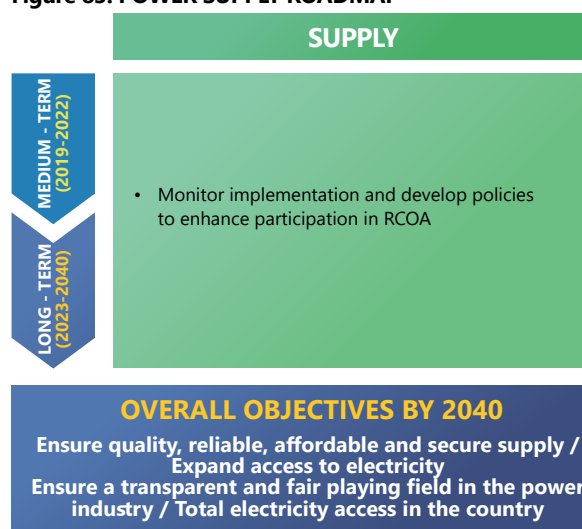 SUPPLY
MEDIUM - TERM
(2019-2022)
• Monitor implementation and develop policies
to enhance participation in RCOA
LONG - TERM
(2023-2040)
OVERALL OBJECTIVES BY 2040
Ensure quality, reliable, affordable and secure supply /
Expand access to electricity
Ensure a transparent and fair playing field in the power
industry / Total electricity access in the country